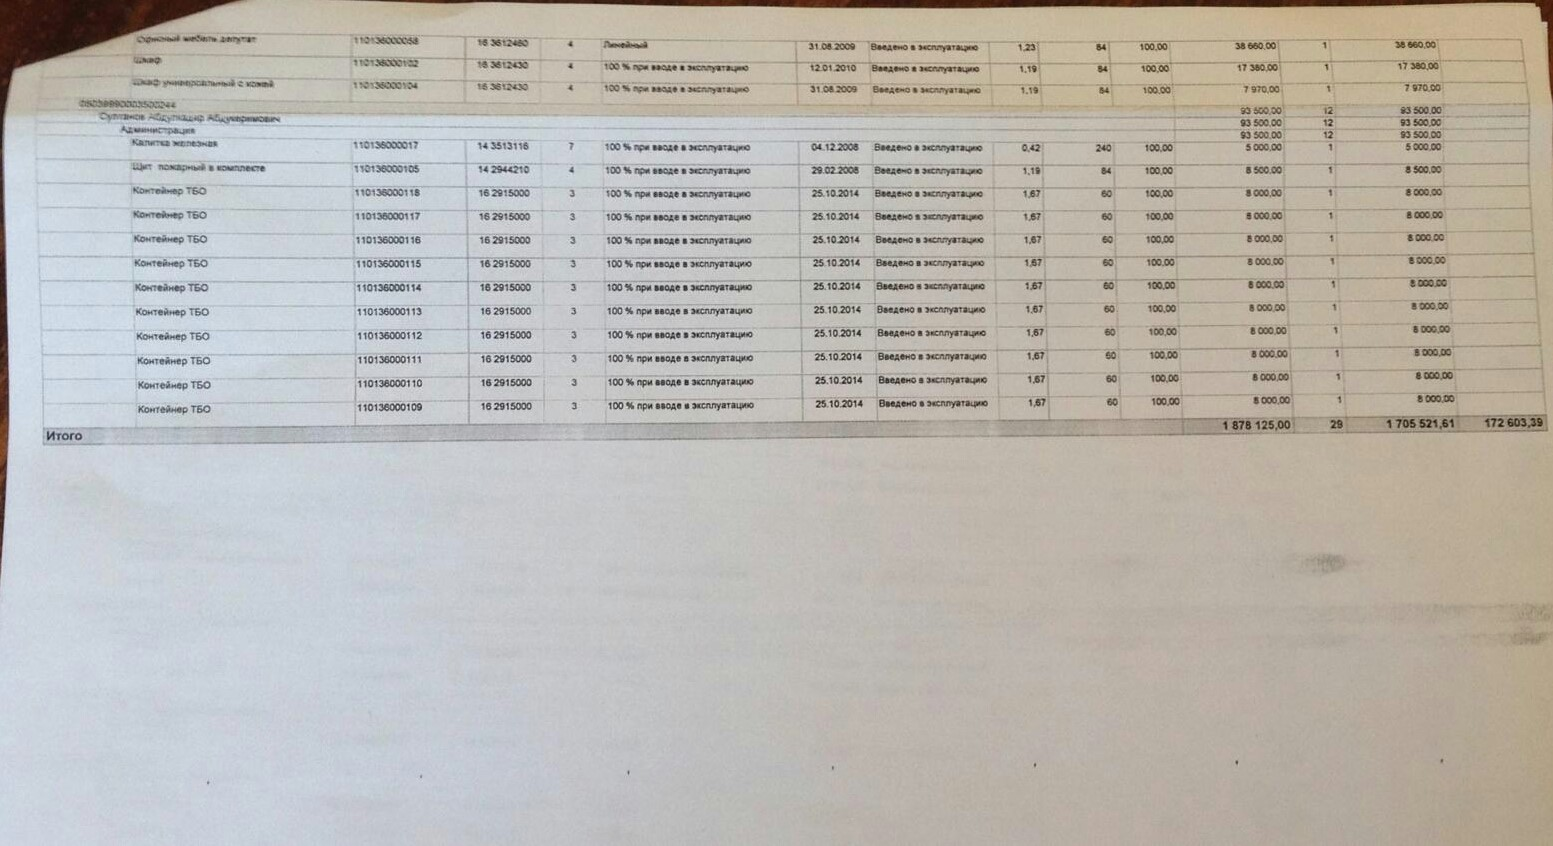 Офисный мебель депутат 110136000058 16 3612460 4 Линейный 31.08.2009 Введено в эксплуатацию 1,23 84 100,00 38 660,00 1 38 660,00
Шкаф 110136000102 16 3612430 4 100 % при вводе в эксплуатацию 12.01.2010 Введено в эксплуатацию 1,19 84 100,00 17 380,00 1 17 380,00
Шкаф универсальный с кожей 110136000104 16 3612430 4 100 % при вводе в эксплуатацию 31.08.2009 Введено в эксплуатацию 1,19 84 100,00 7 970,00 1 7 970,00
93 500,00 12 93 500,00
Султанов Абдулкадир Абдукаримович 93 500,00 12 93 500,00
Администрация 93 500,00 12 93 500,00
Калитка железная 110136000017 14 3513116 7 100 % при вводе в эксплуатацию 04.12.2008 Введено в эксплуатацию 0,42 240 100,00 5 000,00 1 5 000,00
Щит пожарный в комплекте 110136000105 14 2944210 4 100 % при вводе в эксплуатацию 29.02.2008 Введено в эксплуатацию 1,19 84 100,00 8 500,00 1 8 500,00
Контейнер ТБО 110136000118 16 2915000 3 100 % при вводе в эксплуатацию 25.10.2014 Введено в эксплуатацию 1,67 60 100,00 8 000,00 1 8 000,00
Контейнер ТБО 110136000117 16 2915000 3 100 % при вводе в эксплуатацию 25.10.2014 Введено в эксплуатацию 1,67 60 100,00 8 000,00 1 8 000,00
Контейнер ТБО 110136000116 16 2915000 3 100 % при вводе в эксплуатацию 25.10.2014 Введено в эксплуатацию 1,67 60 100,00 8 000,00 1 8 000,00
Контейнер ТБО 110136000115 16 2915000 3 100 % при вводе в эксплуатацию 25.10.2014 Введено в эксплуатацию 1,67 60 100,00 8 000,00 1 8 000,00
Контейнер ТБО 110136000114 16 2915000 3 100 % при вводе в эксплуатацию 25.10.2014 Введено в эксплуатацию 1,67 60 100,00 8 000,00 1 8 000,00
Контейнер ТБО 110136000113 16 2915000 3 100 % при вводе в эксплуатацию 25.10.2014 Введено в эксплуатацию 1,67 60 100,00 8 000,00 1 8 000,00
Контейнер ТБО 110136000112 16 2915000 3 100 % при вводе в эксплуатацию 25.10.2014 Введено в эксплуатацию 1,67 60 100,00 8 000,00 1 8 000,00
Контейнер ТБО 110136000111 16 2915000 3 100 % при вводе в эксплуатацию 25.10.2014 Введено в эксплуатацию 1,67 60 100,00 8 000,00 1 8 000,00
Контейнер ТБО 110136000110 16 2915000 3 100 % при вводе в эксплуатацию 25.10.2014 Введено в эксплуатацию 1,67 60 100,00 8 000,00 1 8 000,00
Контейнер ТБО 110136000109 16 2915000 3 100 % при вводе в эксплуатацию 25.10.2014 Введено в эксплуатацию 1,67 60 100,00 8 000,00 1 8 000,00
Итого 1 878 125,00 29 1 705 521,61 172 603,39